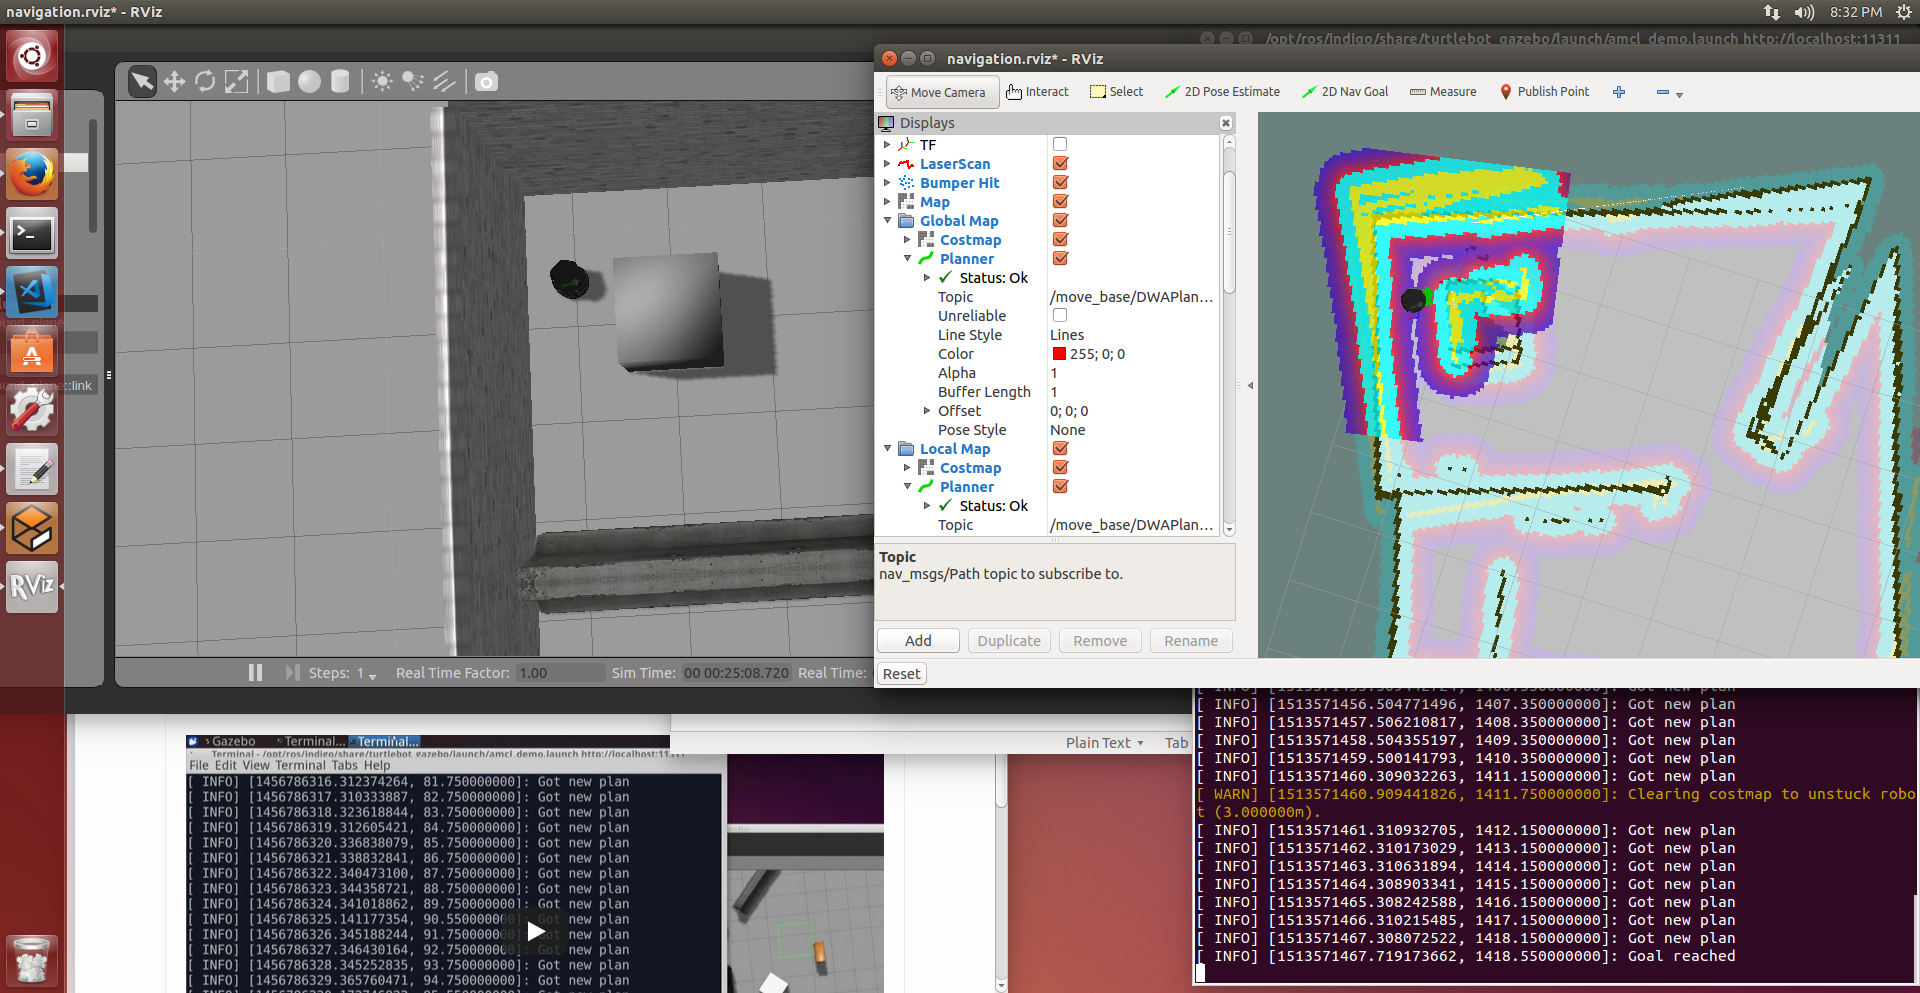 navigation.rviz* - RViz
8:32 PM
/opt/ros/indigo/share/turtlebot_gazebo/launch/amcl_demo.launch http://localhost:11311
navigation.rviz* - RViz
Move Camera
Interact
Select
2D Pose Estimate
2D Nav Goal
Measure
Publish Point
Displays
TF
LaserScan
Bumper Hit
Map
Global Map
Costmap
Planner
Status: Ok
Topic /move_base/DWAPlan...
Unreliable
Line Style Lines
Color 255; 0; 0
Alpha 1
Buffer Length 1
Offset 0; 0; 0
Pose Style None
Local Map
Costmap
Planner
Status: Ok
Topic /move_base/DWAPlan...
Topic
nav_msgs/Path topic to subscribe to.
Add
Duplicate
Remove
Rename
Reset
::link
RViz
Steps: 1
Real Time Factor: 1.00
Sim Time: 00 00:25:08.720
Real Time:
Plain Text
Tab
Gazebo
Terminal...
Terminal...
Terminal - /opt/ros/indigo/share/turtlebot_gazebo/launch/amcl_demo.launch http://localhost:11311
File Edit View Terminal Tabs Help
[ INFO] [1456786316.312374264, 81.750000000]: Got new plan
[ INFO] [1456786317.310333887, 82.750000000]: Got new plan
[ INFO] [1456786318.323618844, 83.750000000]: Got new plan
[ INFO] [1456786319.312605421, 84.750000000]: Got new plan
[ INFO] [1456786320.336838079, 85.750000000]: Got new plan
[ INFO] [1456786321.338832841, 86.750000000]: Got new plan
[ INFO] [1456786322.340473100, 87.750000000]: Got new plan
[ INFO] [1456786323.344358721, 88.750000000]: Got new plan
[ INFO] [1456786324.341018862, 89.750000000]: Got new plan
[ INFO] [1456786325.141177354, 90.550000000]: Got new plan
[ INFO] [1456786326.345188244, 91.750000000]: Got new plan
[ INFO] [1456786327.346430164, 92.750000000]: Got new plan
[ INFO] [1456786328.345252835, 93.750000000]: Got new plan
[ INFO] [1456786329.365760471, 94.750000000]: Got new plan
[ INFO] [1513571456.504771496, 1407.350000000]: Got new plan
[ INFO] [1513571457.506210817, 1408.350000000]: Got new plan
[ INFO] [1513571458.504355197, 1409.350000000]: Got new plan
[ INFO] [1513571459.500141793, 1410.350000000]: Got new plan
[ INFO] [1513571460.309032263, 1411.150000000]: Got new plan
[ WARN] [1513571460.909441826, 1411.750000000]: Clearing costmap to unstuck robo
t (3.000000m).
[ INFO] [1513571461.310932705, 1412.150000000]: Got new plan
[ INFO] [1513571462.310173029, 1413.150000000]: Got new plan
[ INFO] [1513571463.310631894, 1414.150000000]: Got new plan
[ INFO] [1513571464.308903341, 1415.150000000]: Got new plan
[ INFO] [1513571465.308242588, 1416.150000000]: Got new plan
[ INFO] [1513571466.310215485, 1417.150000000]: Got new plan
[ INFO] [1513571467.308072522, 1418.150000000]: Got new plan
[ INFO] [1513571467.719173662, 1418.550000000]: Goal reached